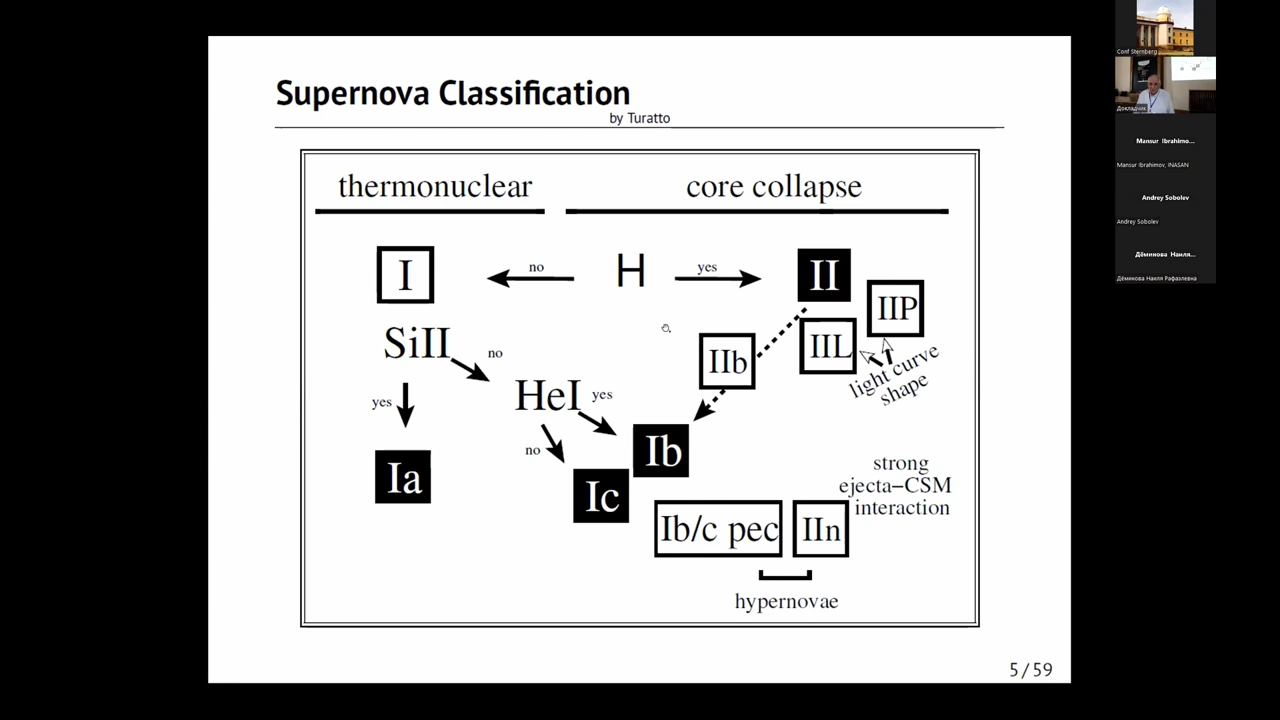 Supernova Classification
by Turatto
thermonuclear
core collapse
I
no
H
yes
II
IIP
SiII
no
IIb
IIL
light curve
shape
yes
HeI
yes
no
Ib
Ia
Ic
strong
ejecta–CSM
interaction
Ib/c pec
IIn
hypernovae
5 / 59
Conf Sternberg
Докладчик
Mansur Ibrahimo...
Mansur Ibrahimov, INASAN
Andrey Sobolev
Andrey Sobolev
Дёминова Наиля...
Дёминова Наиля Рафаэлевна